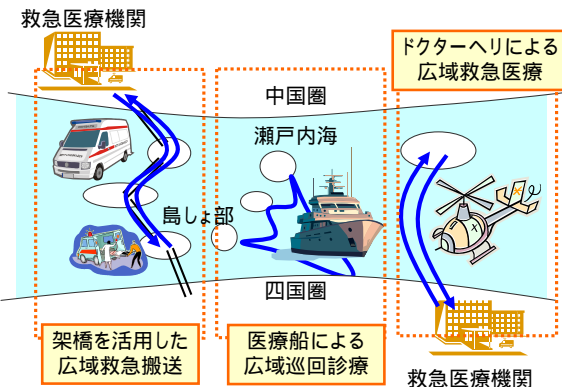 救急医療機関
ドクターヘリによる
広域救急医療
中国圏
瀬戸内海
島しょ部
四国圏
架橋を活用した
広域救急搬送
医療船による
広域巡回診療
救急医療機関